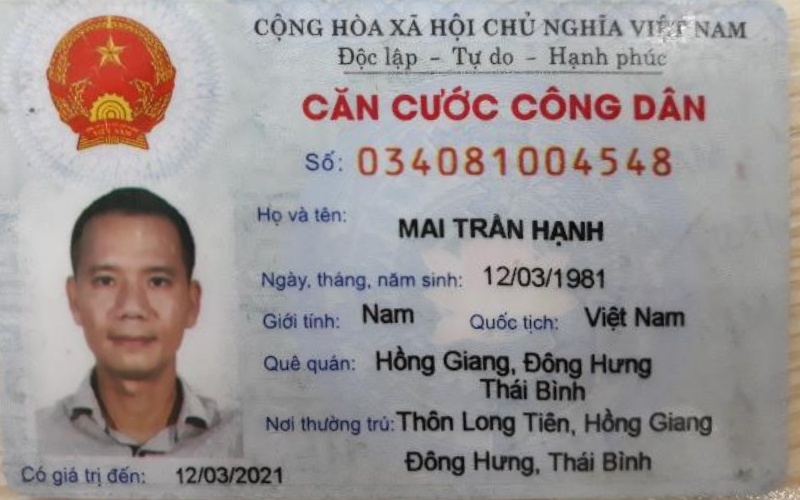 CỘNG HÒA XÃ HỘI CHỦ NGHĨA VIỆT NAM
Độc lập - Tự do - Hạnh phúc
CĂN CƯỚC CÔNG DÂN
Số: 034081004548
Họ và tên: MAI TRẦN HẠNH
Ngày, tháng, năm sinh: 12/03/1981
Giới tính: Nam Quốc tịch: Việt Nam
Quê quán: Hồng Giang, Đông Hưng
Thái Bình
Nơi thường trú: Thôn Long Tiên, Hồng Giang
Đông Hưng, Thái Bình
Có giá trị đến: 12/03/2021